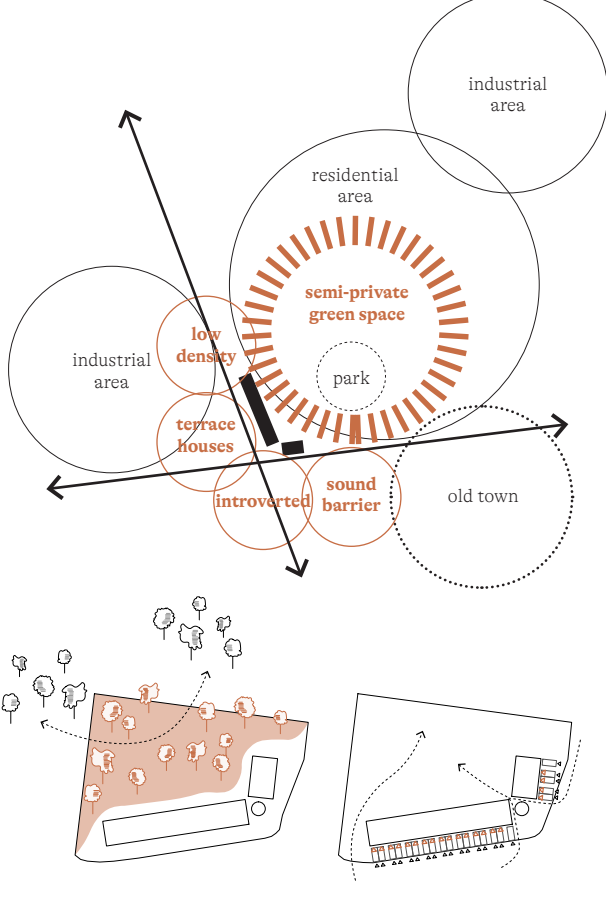 industrial
area
residential
area
semi-private
green space
low
density
industrial
area
park
terrace
houses
introverted
sound
barrier
old town